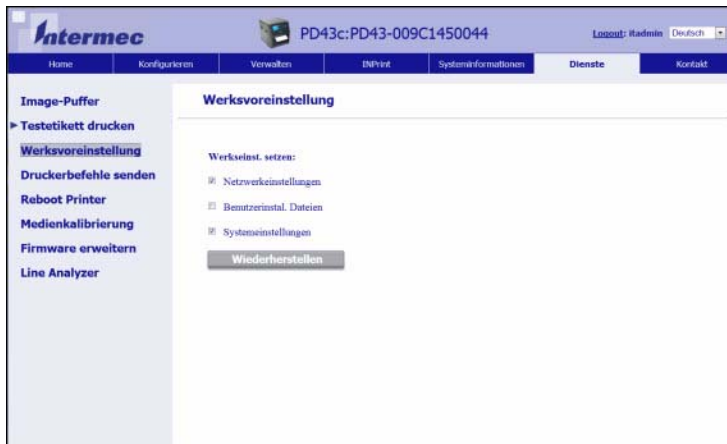 Intermec
PD43c:PD43-009C1450044
Logout: itadmin
Deutsch
Home
Konfigurieren
Verwalten
INPrint
Systeminformationen
Dienste
Kontakt
Image-Puffer
Testetikett drucken
Werksvoreinstellung
Druckerbefehle senden
Reboot Printer
Medienkalibrierung
Firmware erweitern
Line Analyzer
Werksvoreinstellung
Werkseinst. setzen:
Netzwerkeinstellungen
Benutzerinstal. Dateien
Systemeinstellungen
Wiederherstellen